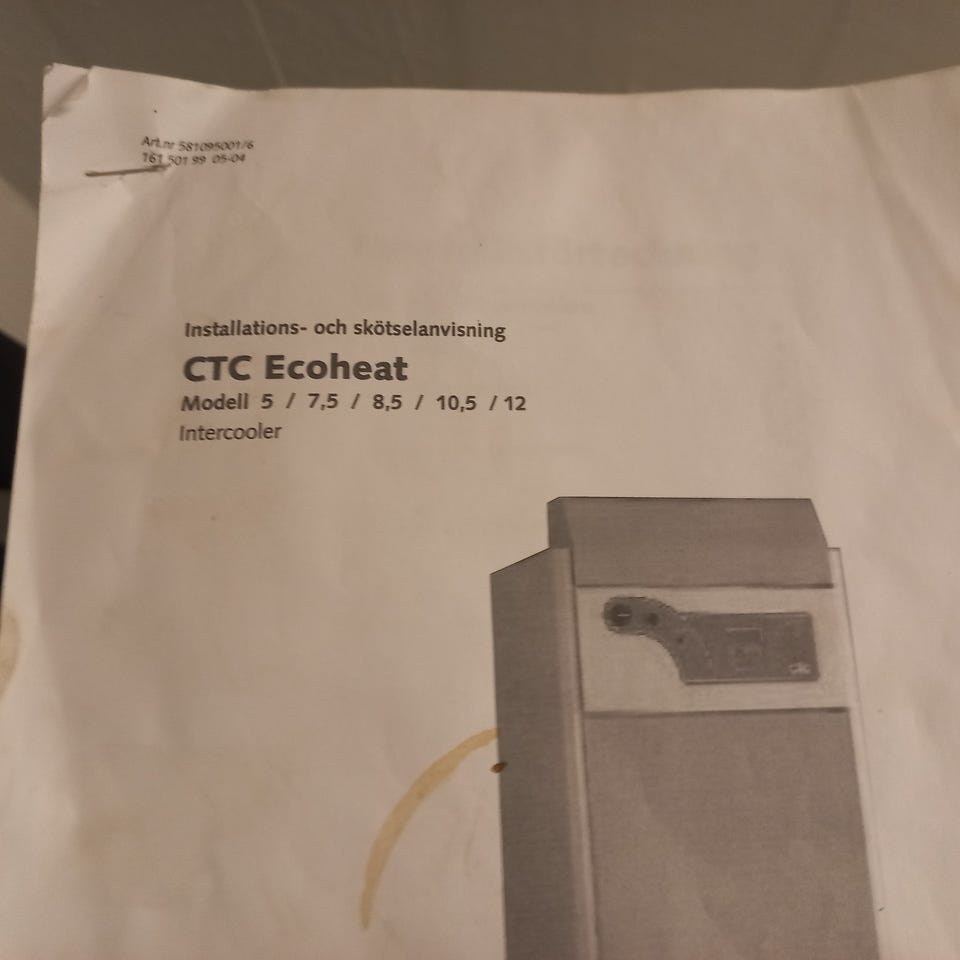 Art.nr 581095001/6
161 501 99 05-04
Installations- och skötselanvisning
CTC Ecoheat
Modell 5 / 7,5 / 8,5 / 10,5 / 12
Intercooler
ctc